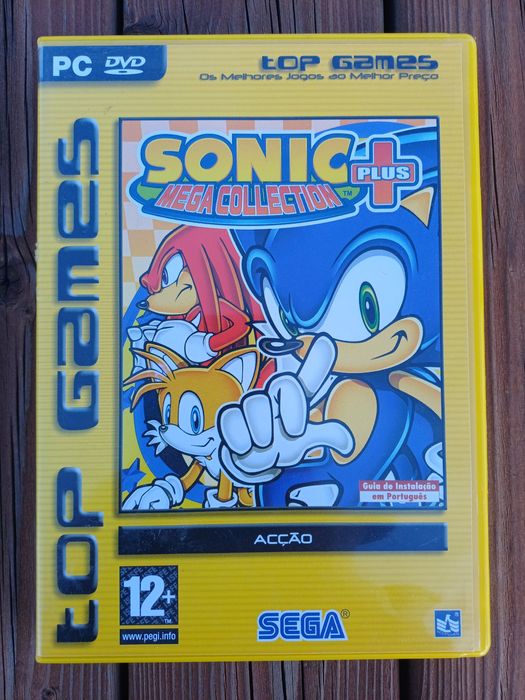 PC DVD
TOP GAMES
Os Melhores Jogos ao Melhor Preço
TOP GAMES
SONIC
MEGA COLLECTION ™
PLUS
Guia de Instalação
em Português
ACÇÃO
12+ ™
www.pegi.info
SEGA®